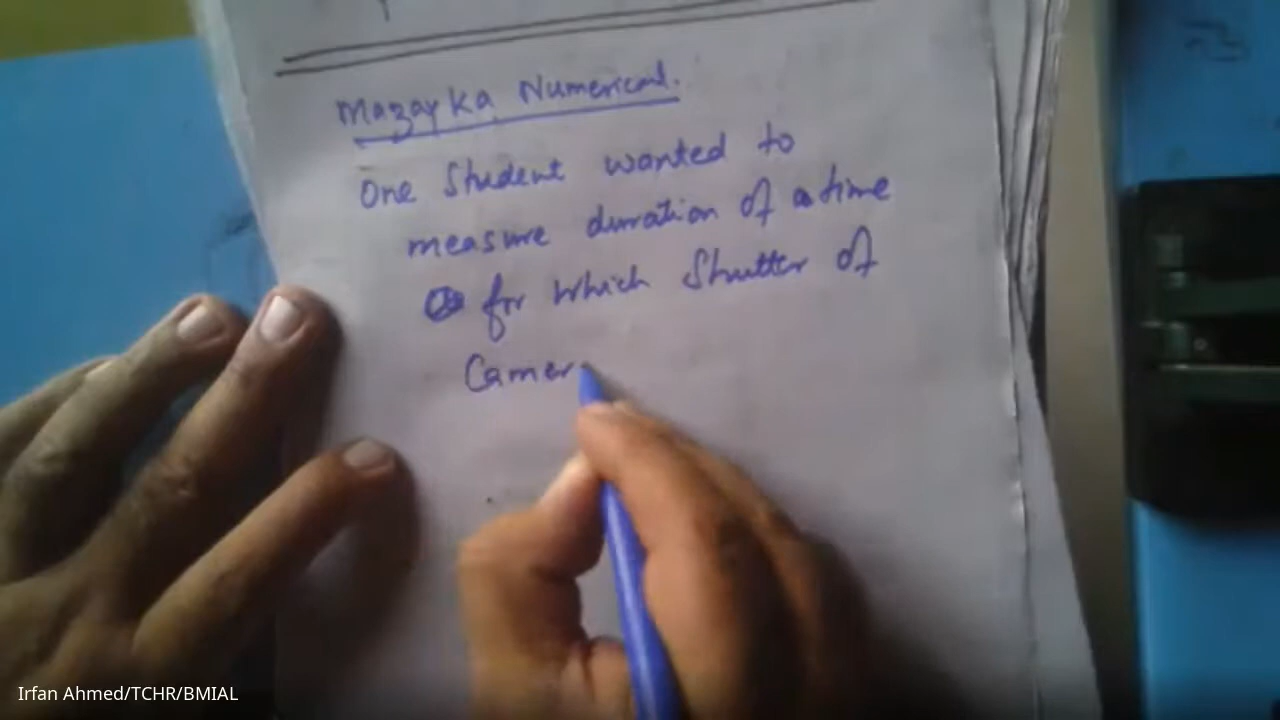 Mazay Ka Numerical.
One Student wanted to
measure duration of a time
for which Shutter of
Camer
Irfan Ahmed/TCHR/BMIAL